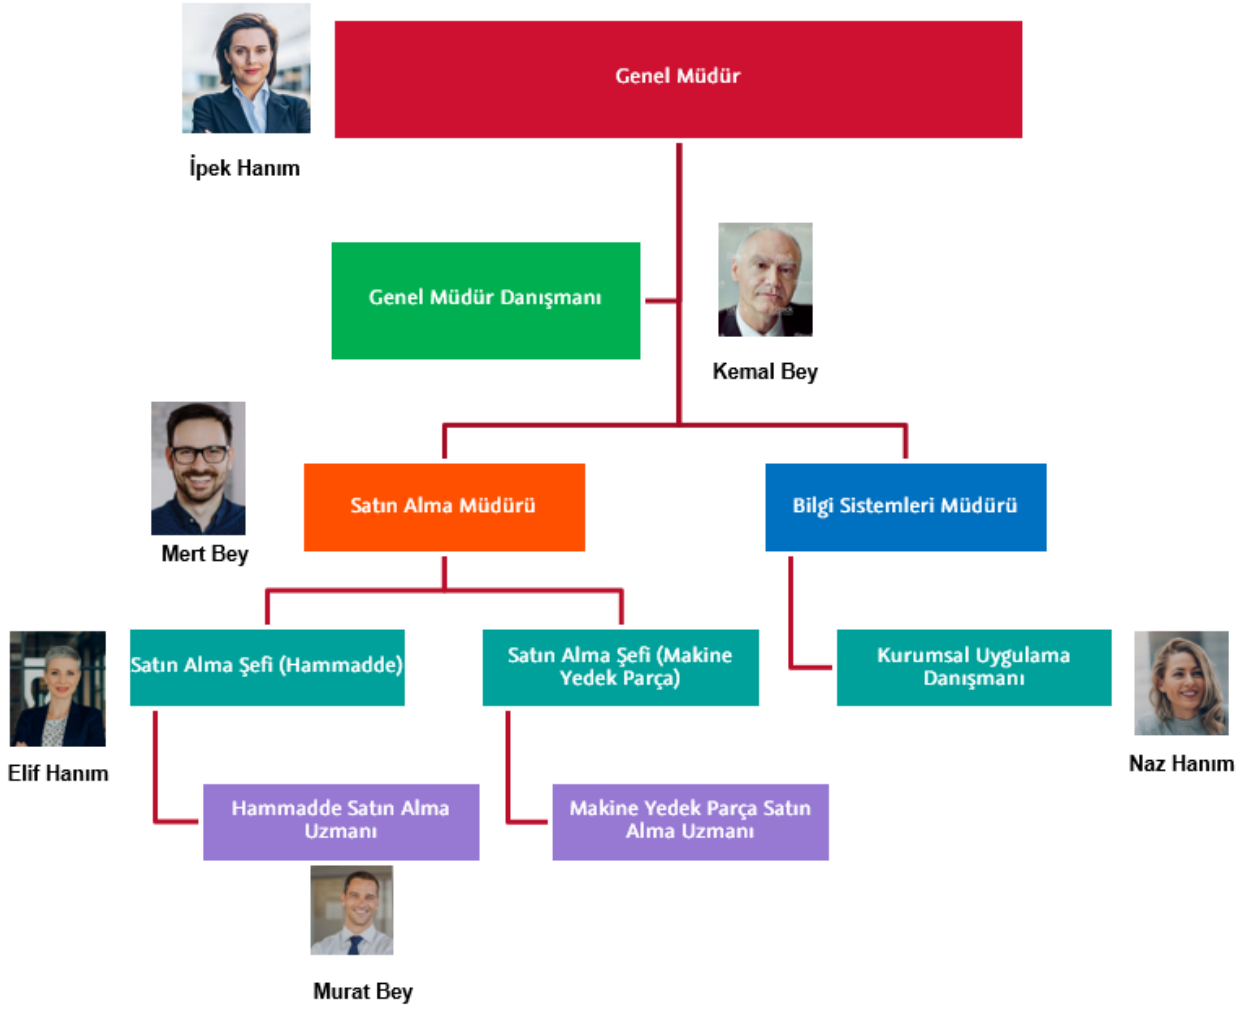 Genel Müdür
İpek Hanım
Genel Müdür Danışmanı
Kemal Bey
Satın Alma Müdürü
Bilgi Sistemleri Müdürü
Mert Bey
Satın Alma Şefi (Hammadde)
Satın Alma Şefi (Makine
Yedek Parça)
Kurumsal Uygulama
Danışmanı
Elif Hanım
Naz Hanım
Hammadde Satın Alma
Uzmanı
Makine Yedek Parça Satın
Alma Uzmanı
Murat Bey